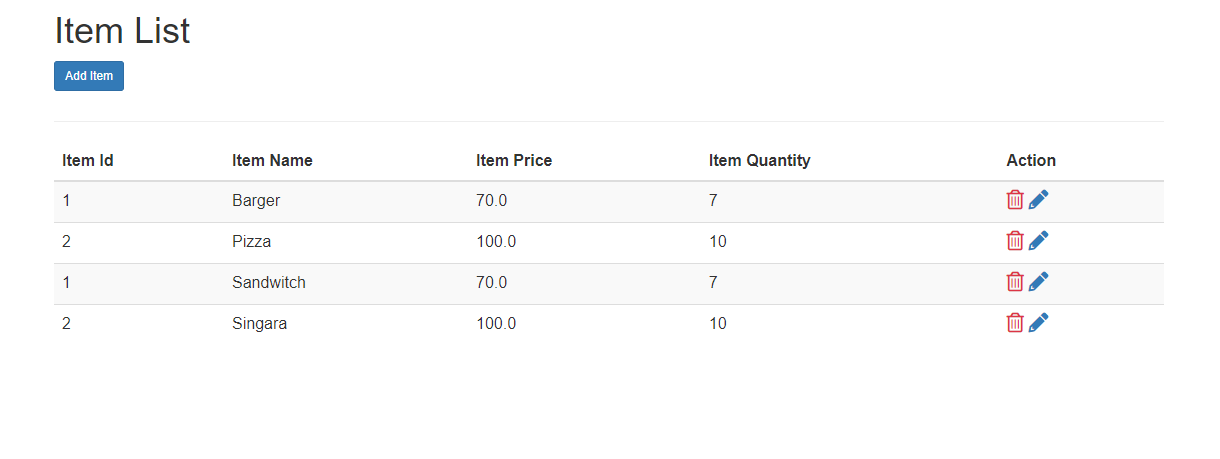 Item List
Add Item
Item Id Item Name Item Price Item Quantity Action
1 Barger 70.0 7
2 Pizza 100.0 10
1 Sandwitch 70.0 7
2 Singara 100.0 10